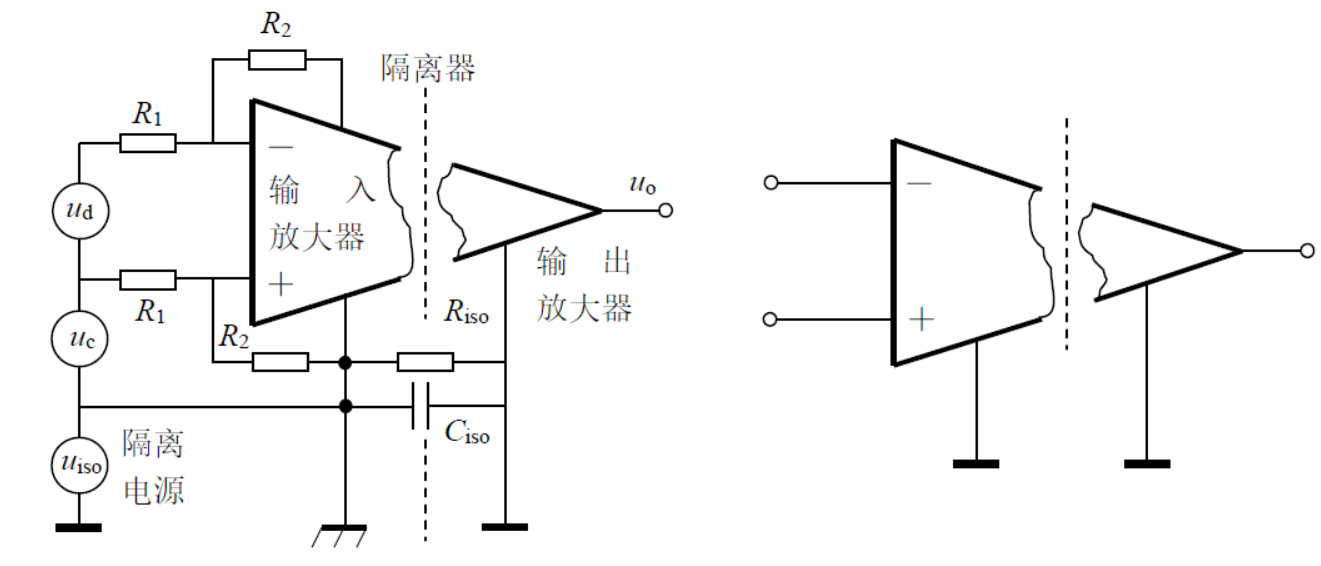 R2
隔离器
R1
−
输 入
放大器
ud
uo
+
输 出
放大器
R1
Riso
uc
R2
Ciso
隔离
电源
uiso
−
+